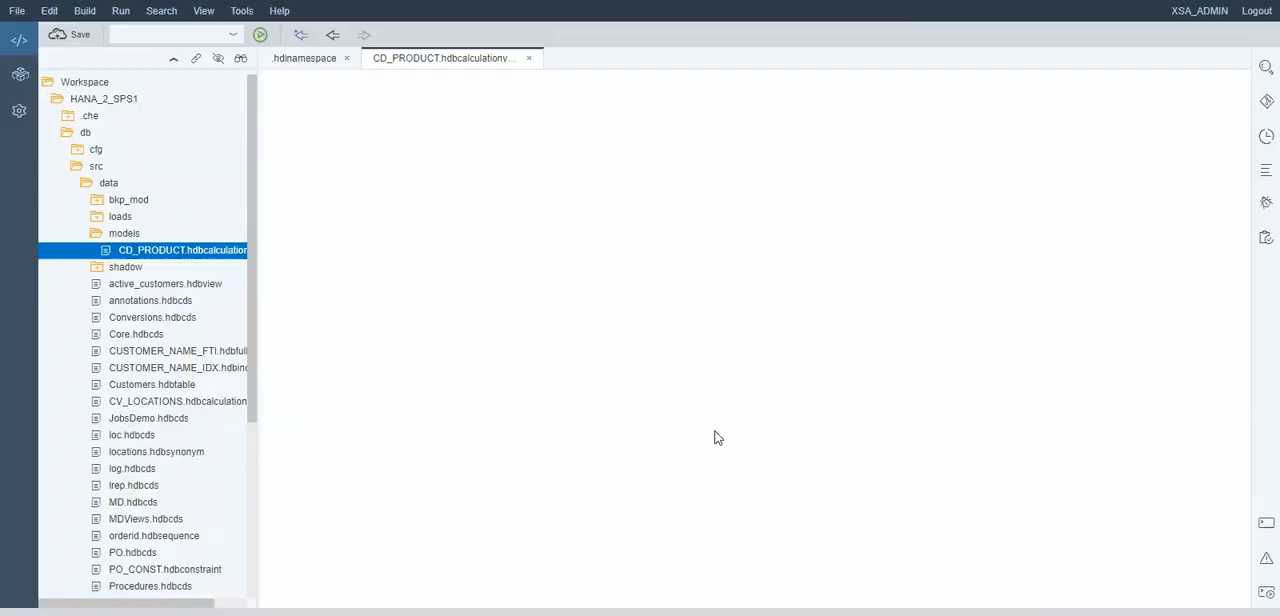 File Edit Build Run Search View Tools Help XSA_ADMIN Logout
Save
.hdinamespace × CD_PRODUCT.hdbcalculationv... ×
Workspace
HANA_2_SPS1
.che
db
cfg
src
data
bkp_mod
loads
models
CD_PRODUCT.hdbcalculation
shadow
active_customers.hdbview
annotations.hdbcds
Conversions.hdbcds
Core.hdbcds
CUSTOMER_NAME_FTI.hdbfull
CUSTOMER_NAME_IDX.hdbind
Customers.hdbtable
CV_LOCATIONS.hdbcalculation
JobsDemo.hdbcds
loc.hdbcds
locations.hdbsynonym
log.hdbcds
lrep.hdbcds
MD.hdbcds
MDViews.hdbcds
orderid.hdbsequence
PO.hdbcds
PO_CONST.hdbconstraint
Procedures.hdbcds